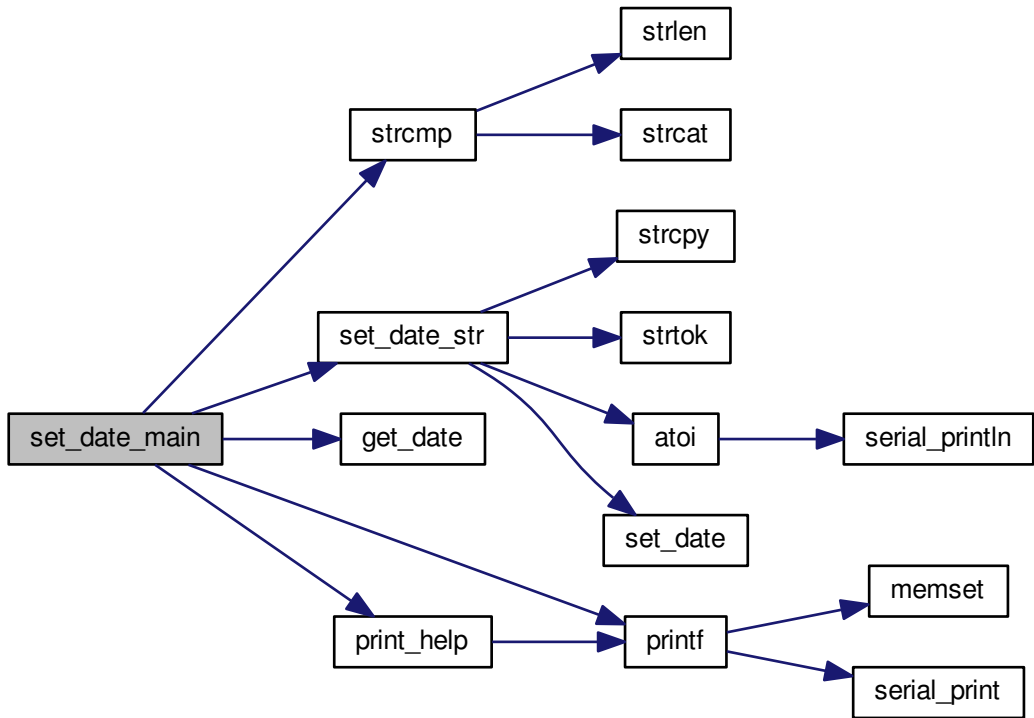 strlen
strcmp
strcat
strcpy
set_date_str
strtok
set_date_main
get_date
atoi
serial_println
set_date
memset
print_help
printf
serial_print